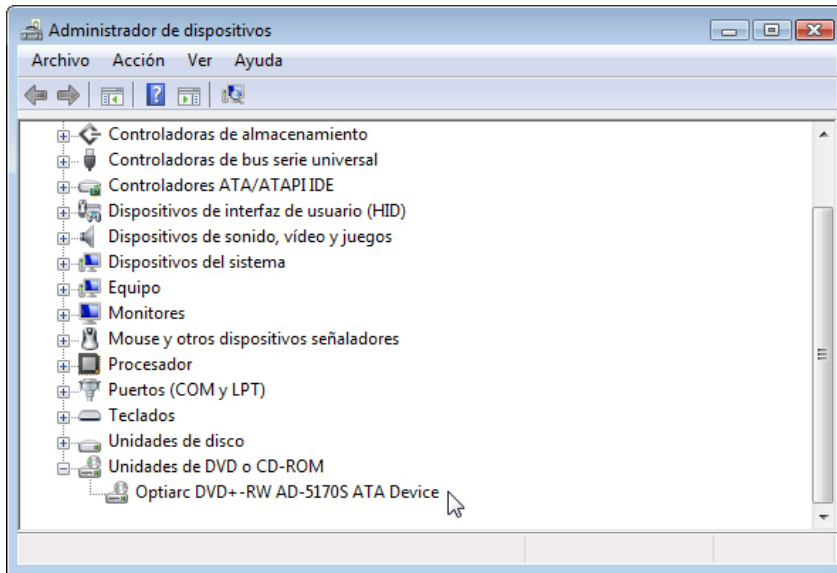 Administrador de dispositivos
Archivo Acción Ver Ayuda
Controladoras de almacenamiento
Controladoras de bus serie universal
Controladores ATA/ATAPI IDE
Dispositivos de interfaz de usuario (HID)
Dispositivos de sonido, vídeo y juegos
Dispositivos del sistema
Equipo
Monitores
Mouse y otros dispositivos señaladores
Procesador
Puertos (COM y LPT)
Teclados
Unidades de disco
Unidades de DVD o CD-ROM
Optiarc DVD+-RW AD-5170S ATA Device